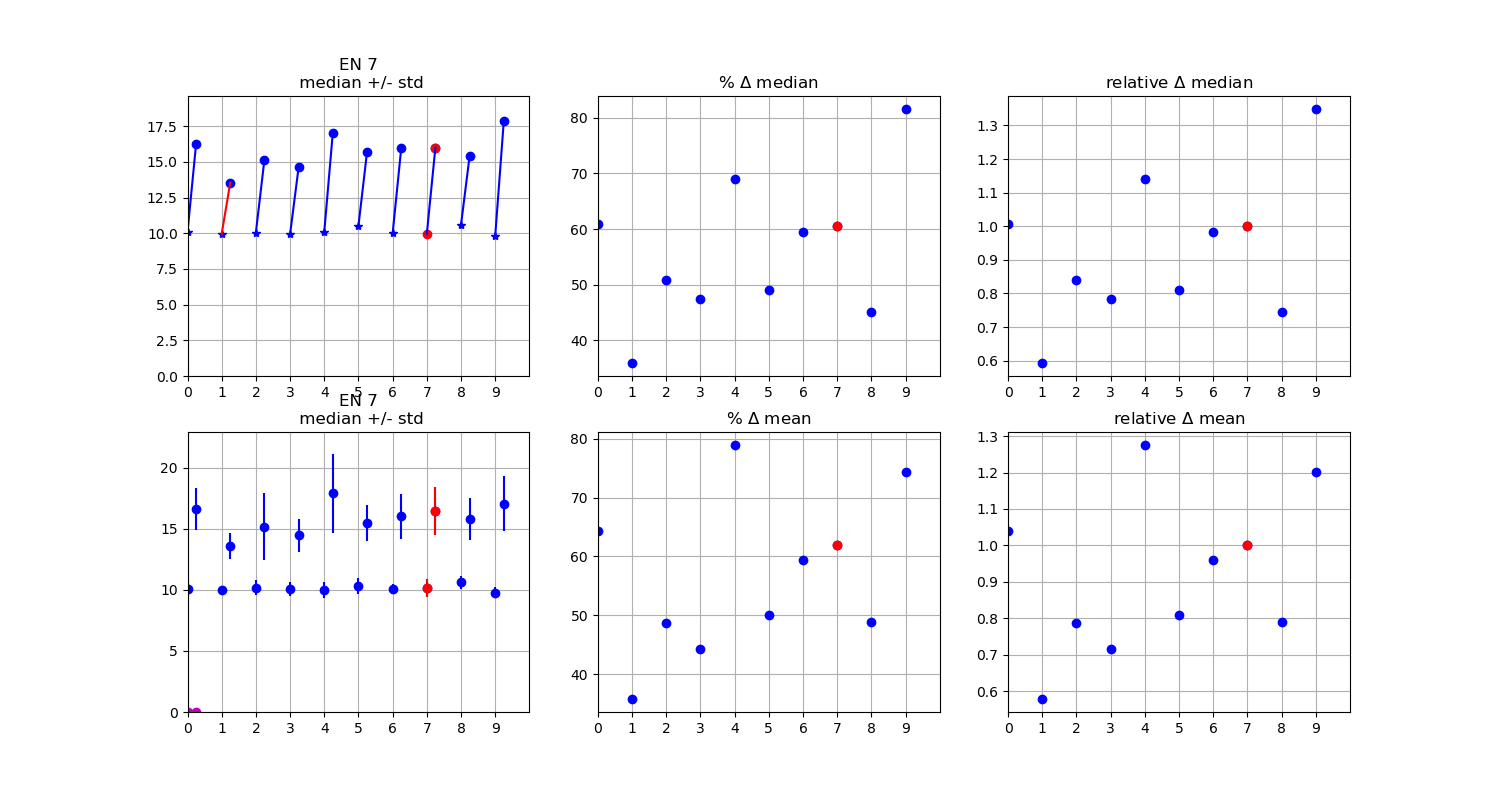 EN 7
median +/- std
17.5
15.0
12.5
10.0
7.5
5.0
2.5
0.0
0 1 2 3 4 5 6 7 8 9
% Δ median
80
70
60
50
40
0 1 2 3 4 5 6 7 8 9
relative Δ median
1.3
1.2
1.1
1.0
0.9
0.8
0.7
0.6
0 1 2 3 4 5 6 7 8 9
EN 7
median +/- std
20
15
10
5
0
0 1 2 3 4 5 6 7 8 9
% Δ mean
80
70
60
50
40
0 1 2 3 4 5 6 7 8 9
relative Δ mean
1.3
1.2
1.1
1.0
0.9
0.8
0.7
0.6
0 1 2 3 4 5 6 7 8 9